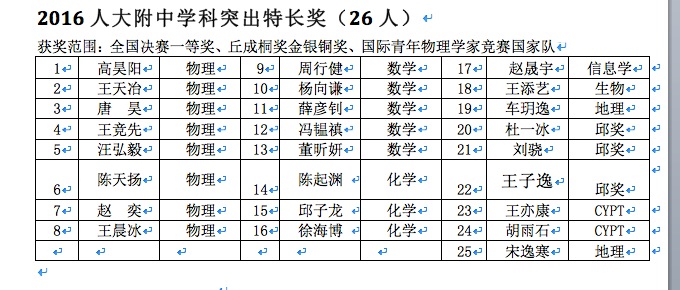 2016 人大附中学科突出特长奖（26 人）
获奖范围：全国决赛一等奖、丘成桐奖金银铜奖、国际青年物理学家竞赛国家队
1 高昊阳 物理 9 周行健 数学 17 赵晟宇 信息学
2 王天冶 物理 10 杨向谦 数学 18 王添艺 生物
3 唐 昊 物理 11 薛彦钊 数学 19 车玥逸 地理
4 王竞先 物理 12 冯韫禛 数学 20 杜一冰 邱奖
5 汪弘毅 物理 13 董昕妍 数学 21 刘骁 邱奖
6 陈天扬 物理 14 陈起渊 化学 22 王子逸 邱奖
7 赵 奕 物理 15 邱子龙 化学 23 王亦康 CYPT
8 王晨冰 物理 16 徐海博 化学 24 胡雨石 CYPT
25 宋逸寒 地理